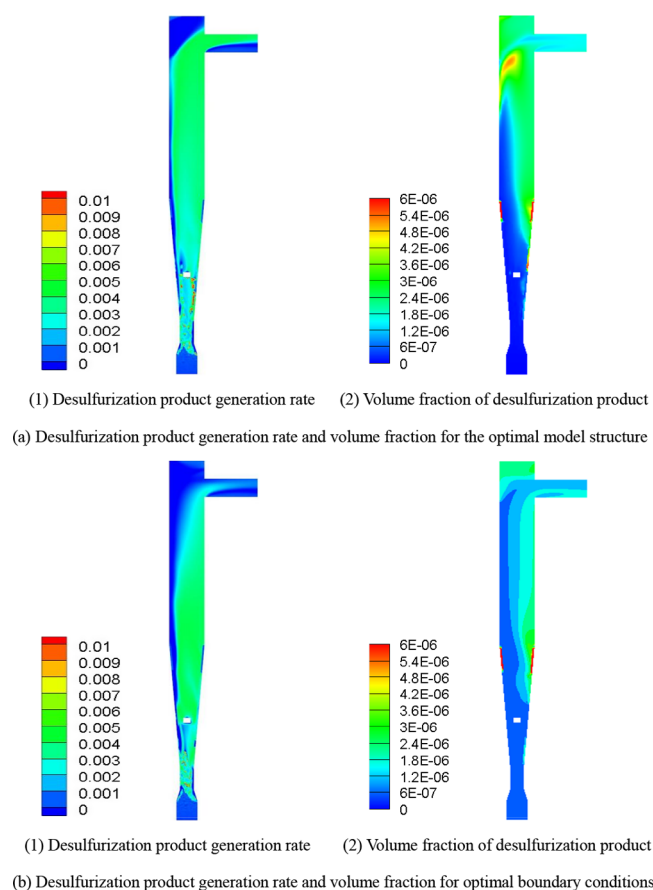 0.01
0.009
0.008
0.007
0.006
0.005
0.004
0.003
0.002
0.001
0
6E-06
5.4E-06
4.8E-06
4.2E-06
3.6E-06
3E-06
2.4E-06
1.8E-06
1.2E-06
6E-07
0
(1) Desulfurization product generation rate
(2) Volume fraction of desulfurization product
(a) Desulfurization product generation rate and volume fraction for the optimal model structure
0.01
0.009
0.008
0.007
0.006
0.005
0.004
0.003
0.002
0.001
0
6E-06
5.4E-06
4.8E-06
4.2E-06
3.6E-06
3E-06
2.4E-06
1.8E-06
1.2E-06
6E-07
0
(1) Desulfurization product generation rate
(2) Volume fraction of desulfurization product
(b) Desulfurization product generation rate and volume fraction for optimal boundary conditions